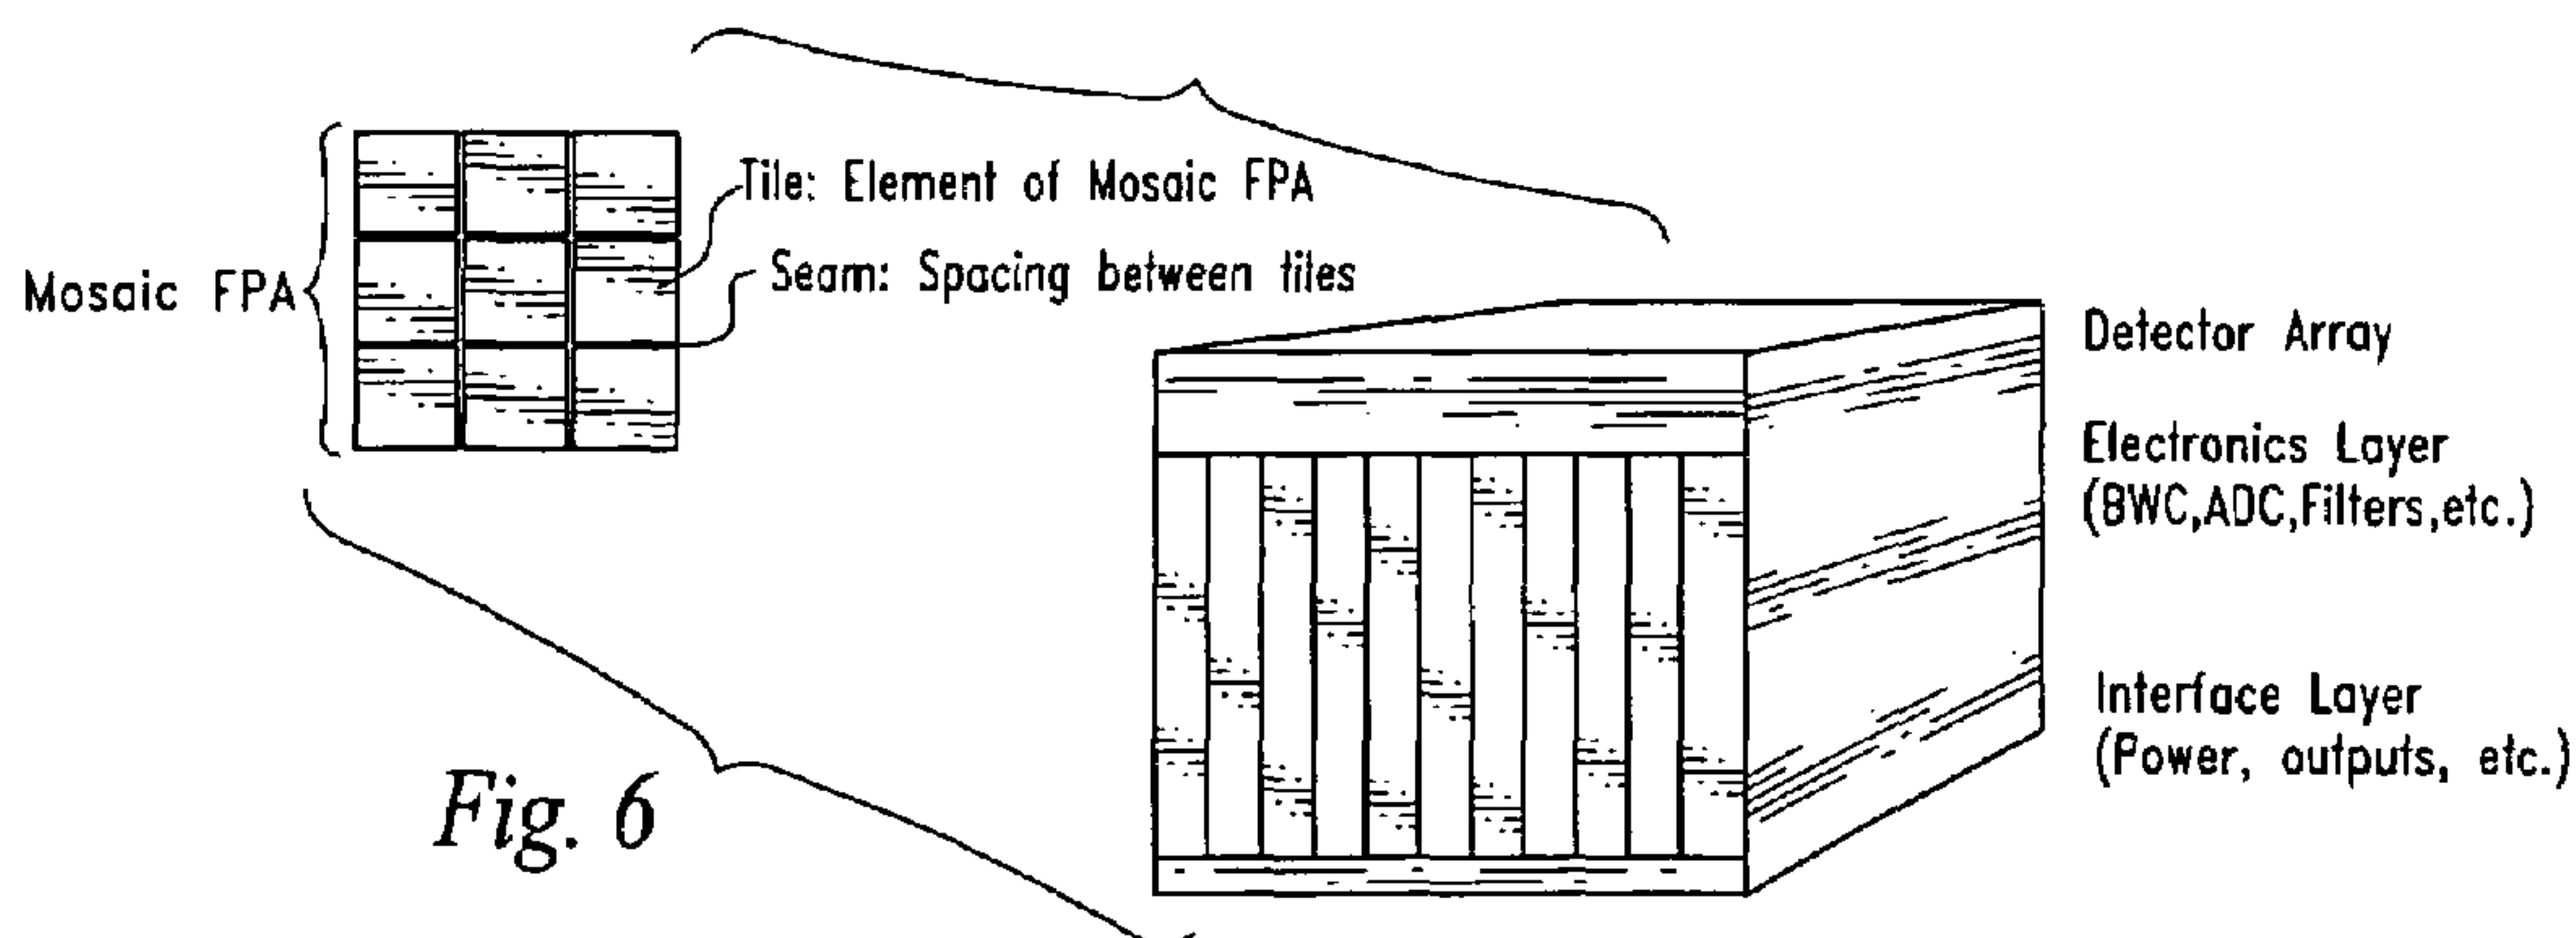 Tile: Element of Mosaic FPA
Seam: Spacing between tiles
Mosaic FPA
Detector Array
Electronics Layer
(BWC,ADC,Filters,etc.)
Interface Layer
(Power, outputs, etc.)
Fig. 6